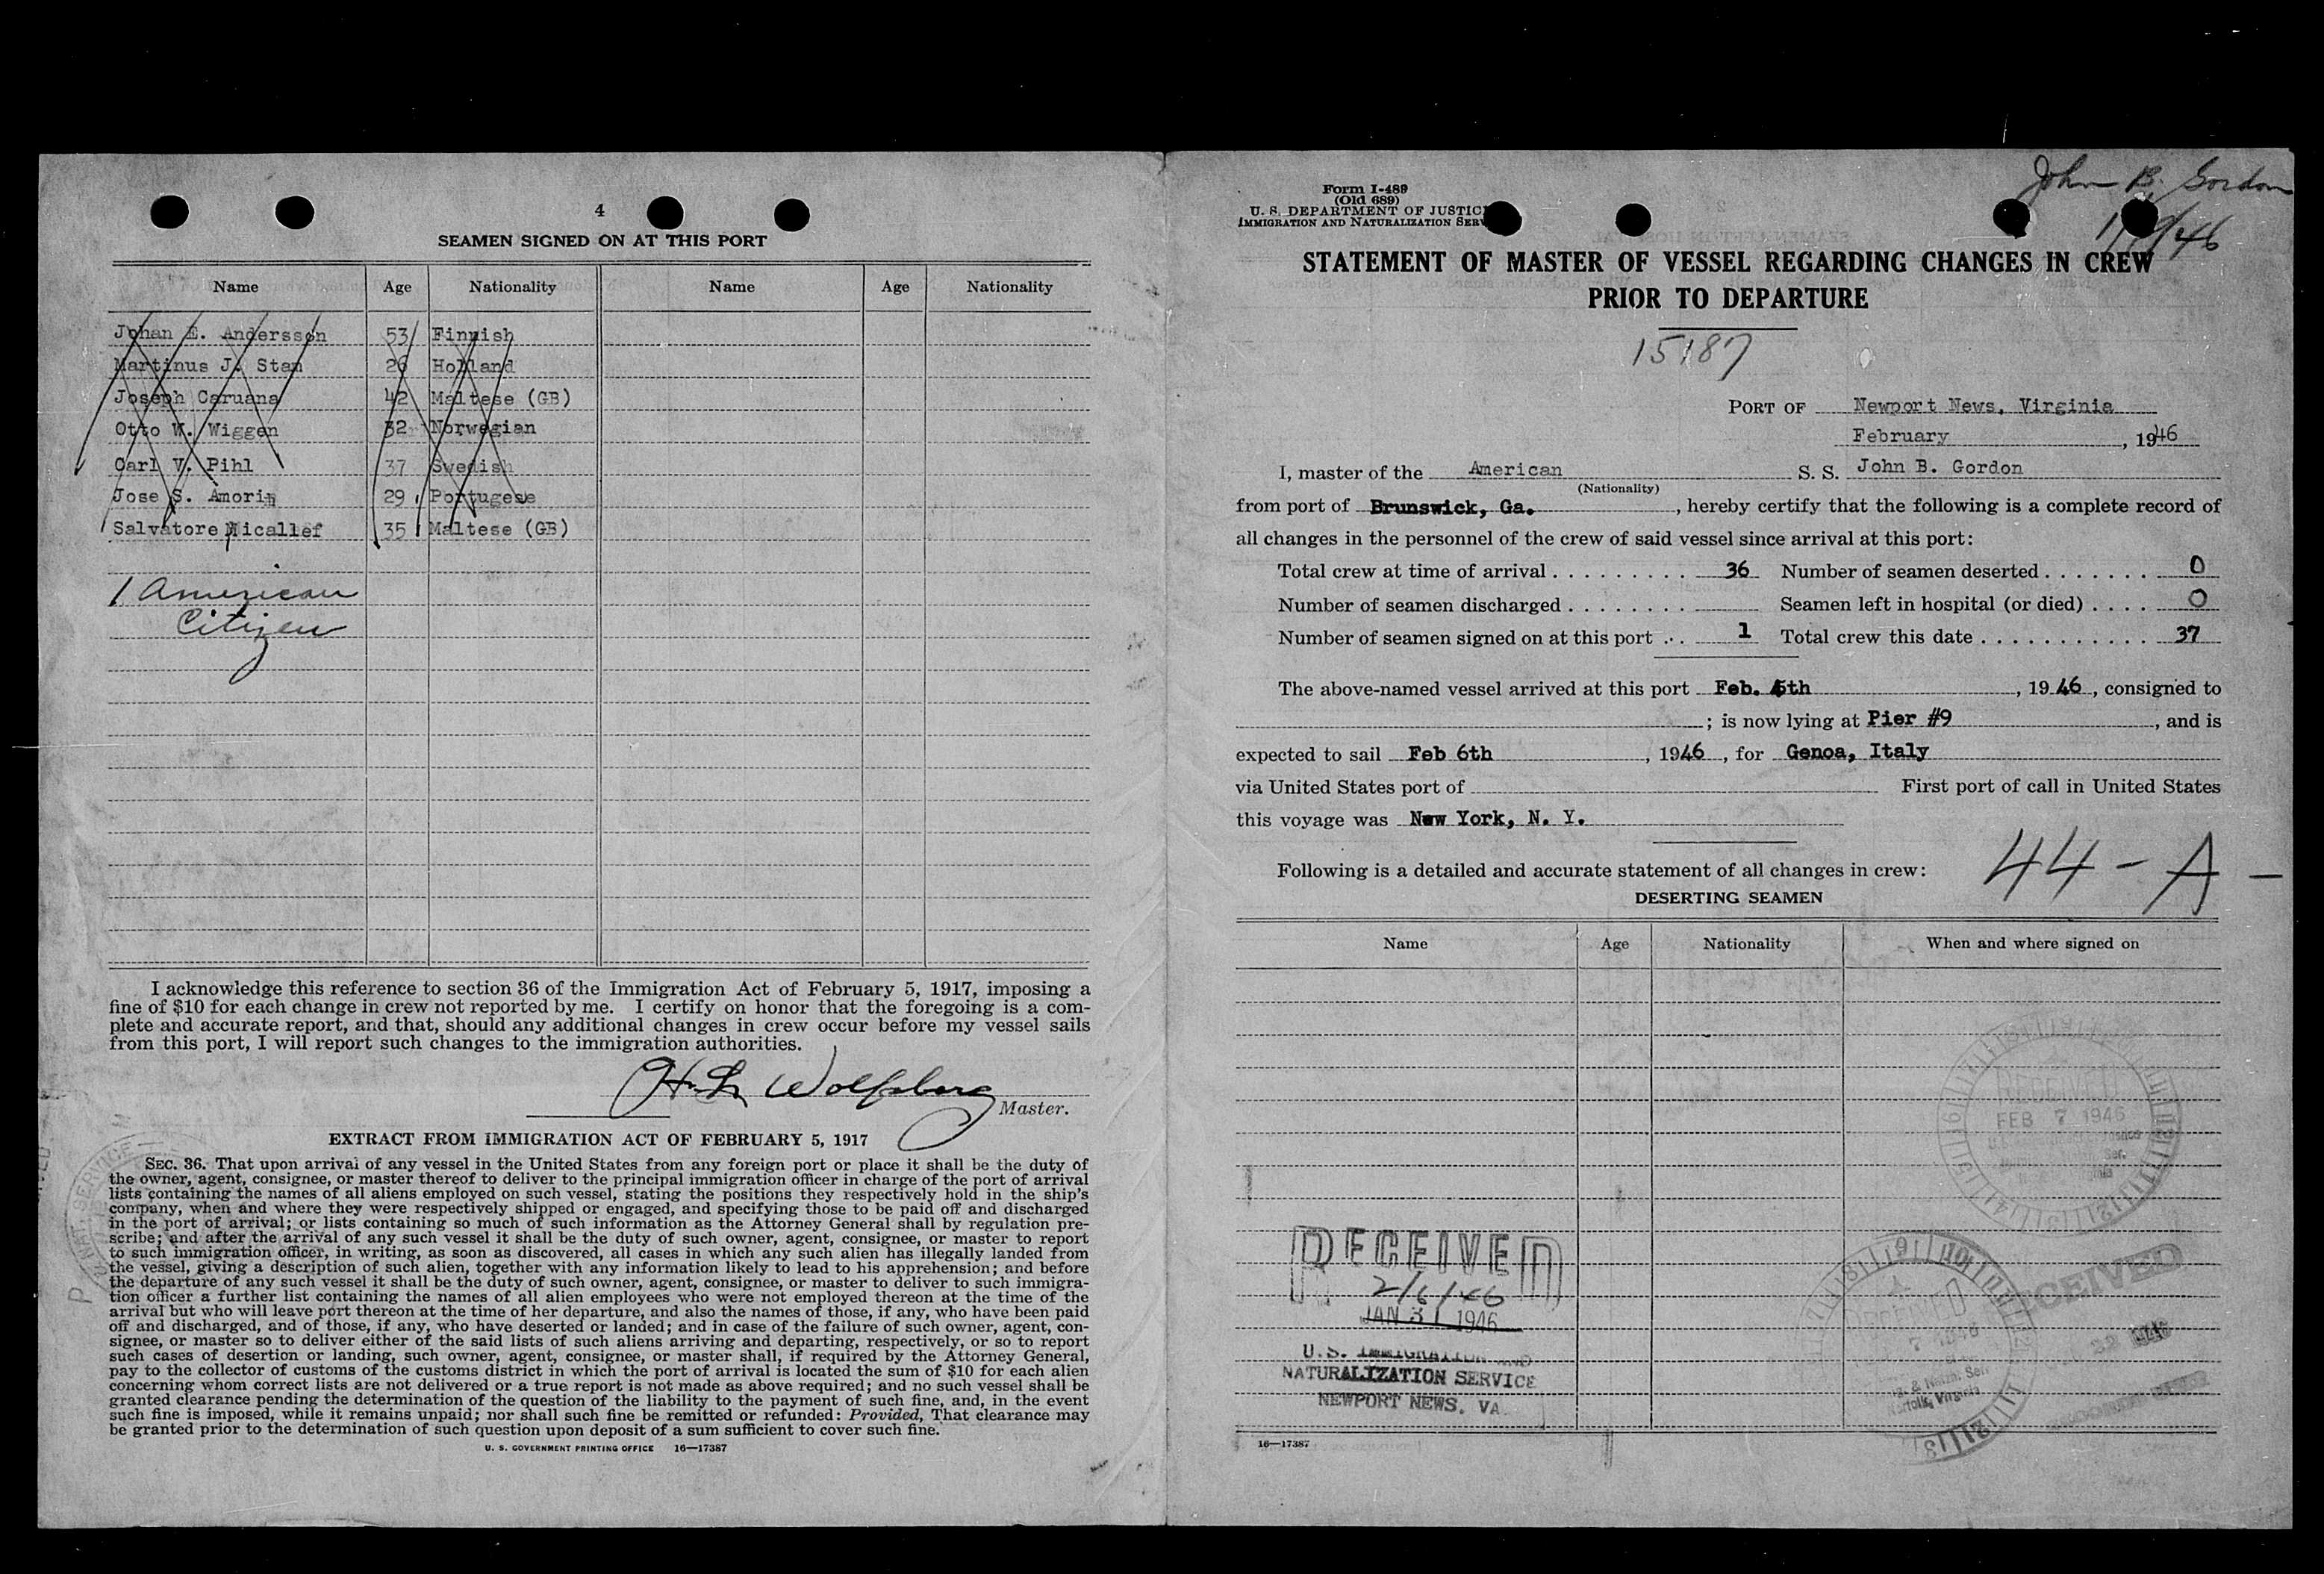 4
SEAMEN SIGNED ON AT THIS PORT
Name Age Nationality Name Age Nationality
Johan E. Andersson 53 Finnish
Martinus J. Stam 26 Holland
Joseph Caruana 42 Maltese (GB)
Otto W. Wiggen 32 Norwegian
Carl V. Pihl 37 Swedish
Jose S. Amorin 29 Portugese
Salvatore Micallef 35 Maltese (GB)
1 American
Citizen
I acknowledge this reference to section 36 of the Immigration Act of February 5, 1917, imposing a
fine of $10 for each change in crew not reported by me. I certify on honor that the foregoing is a com-
plete and accurate report, and that, should any additional changes in crew occur before my vessel sails
from this port, I will report such changes to the immigration authorities.
Master.
EXTRACT FROM IMMIGRATION ACT OF FEBRUARY 5, 1917
SEC. 36. That upon arrival of any vessel in the United States from any foreign port or place it shall be the duty of
the owner, agent, consignee, or master thereof to deliver to the principal immigration officer in charge of the port of arrival
lists containing the names of all aliens employed on such vessel, stating the positions they respectively hold in the ship's
company, when and where they were respectively shipped or engaged, and specifying those to be paid off and discharged
in the port of arrival; or lists containing so much of such information as the Attorney General shall by regulation pre-
scribe; and after the arrival of any such vessel it shall be the duty of such owner, agent, consignee, or master to report
to such immigration officer, in writing, as soon as discovered, all cases in which any such alien has illegally landed from
the vessel, giving a description of such alien, together with any information likely to lead to his apprehension; and before
the departure of any such vessel it shall be the duty of such owner, agent, consignee, or master to deliver to such immigra-
tion officer a further list containing the names of all alien employees who were not employed thereon at the time of the
arrival but who will leave port thereon at the time of her departure, and also the names of those, if any, who have been paid
off and discharged, and of those, if any, who have deserted or landed; and in case of the failure of such owner, agent, con-
signee, or master so to deliver either of the said lists of such aliens arriving and departing, respectively, or so to report
such cases of desertion or landing, such owner, agent, consignee, or master shall, if required by the Attorney General,
pay to the collector of customs of the customs district in which the port of arrival is located the sum of $10 for each alien
concerning whom correct lists are not delivered or a true report is not made as above required; and no such vessel shall be
granted clearance pending the determination of the question of the liability to the payment of such fine, and, in the event
such fine is imposed, while it remains unpaid; nor shall such fine be remitted or refunded: Provided, That clearance may
be granted prior to the determination of such question upon deposit of a sum sufficient to cover such fine.
U. S. GOVERNMENT PRINTING OFFICE 16—17387
John B. Gordon
Form I-489
(Old 689)
U. S. DEPARTMENT OF JUSTIC
IMMIGRATION AND NATURALIZATION SERV
STATEMENT OF MASTER OF VESSEL REGARDING CHANGES IN CREW
PRIOR TO DEPARTURE
15187
PORT OF Newport News, Virginia
February, 1946
I, master of the American S. S. John B. Gordon
(Nationality)
from port of Brunswick, Ga., hereby certify that the following is a complete record of
all changes in the personnel of the crew of said vessel since arrival at this port:
Total crew at time of arrival . . . . . . . . . 36 Number of seamen deserted . . . . . . . 0
Number of seamen discharged . . . . . . . . Seamen left in hospital (or died) . . . . 0
Number of seamen signed on at this port . . . 1 Total crew this date . . . . . . . . . . . 37
The above-named vessel arrived at this port Feb. 5th, 1946, consigned to
; is now lying at Pier #9, and is
expected to sail Feb 6th, 1946, for Genoa, Italy
via United States port of First port of call in United States
this voyage was New York, N. Y.
Following is a detailed and accurate statement of all changes in crew:
44 - A -
DESERTING SEAMEN
Name Age Nationality When and where signed on
RECEIVED
FEB 7 1946
RECEIVED
2/6/46
JAN 31 1946
U.S. IMMIGRATION AND
NATURALIZATION SERVICE
NEWPORT NEWS, VA.
RECEIVED
7 1946
RECEIVED
16—17387